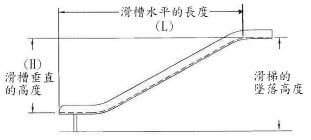 滑槽水平的長度
(L)
(H)
滑槽垂直
的高度
滑梯的
墜落高度